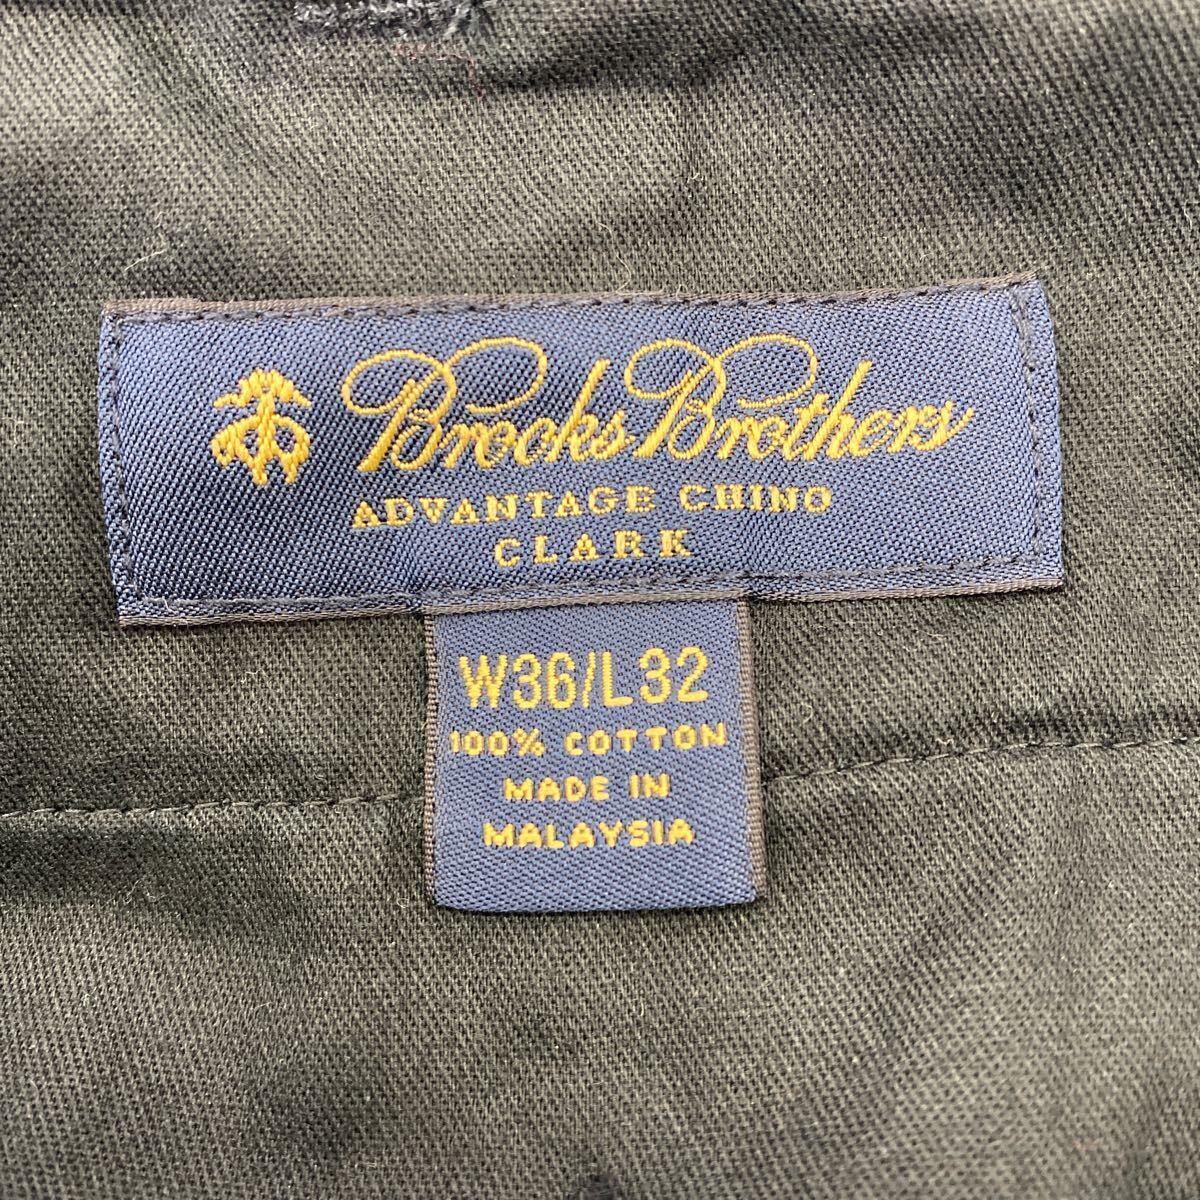 Brooks Brothers
ADVANTAGE CHINO
CLARK
W36/L32
100% COTTON
MADE IN
MALAYSIA